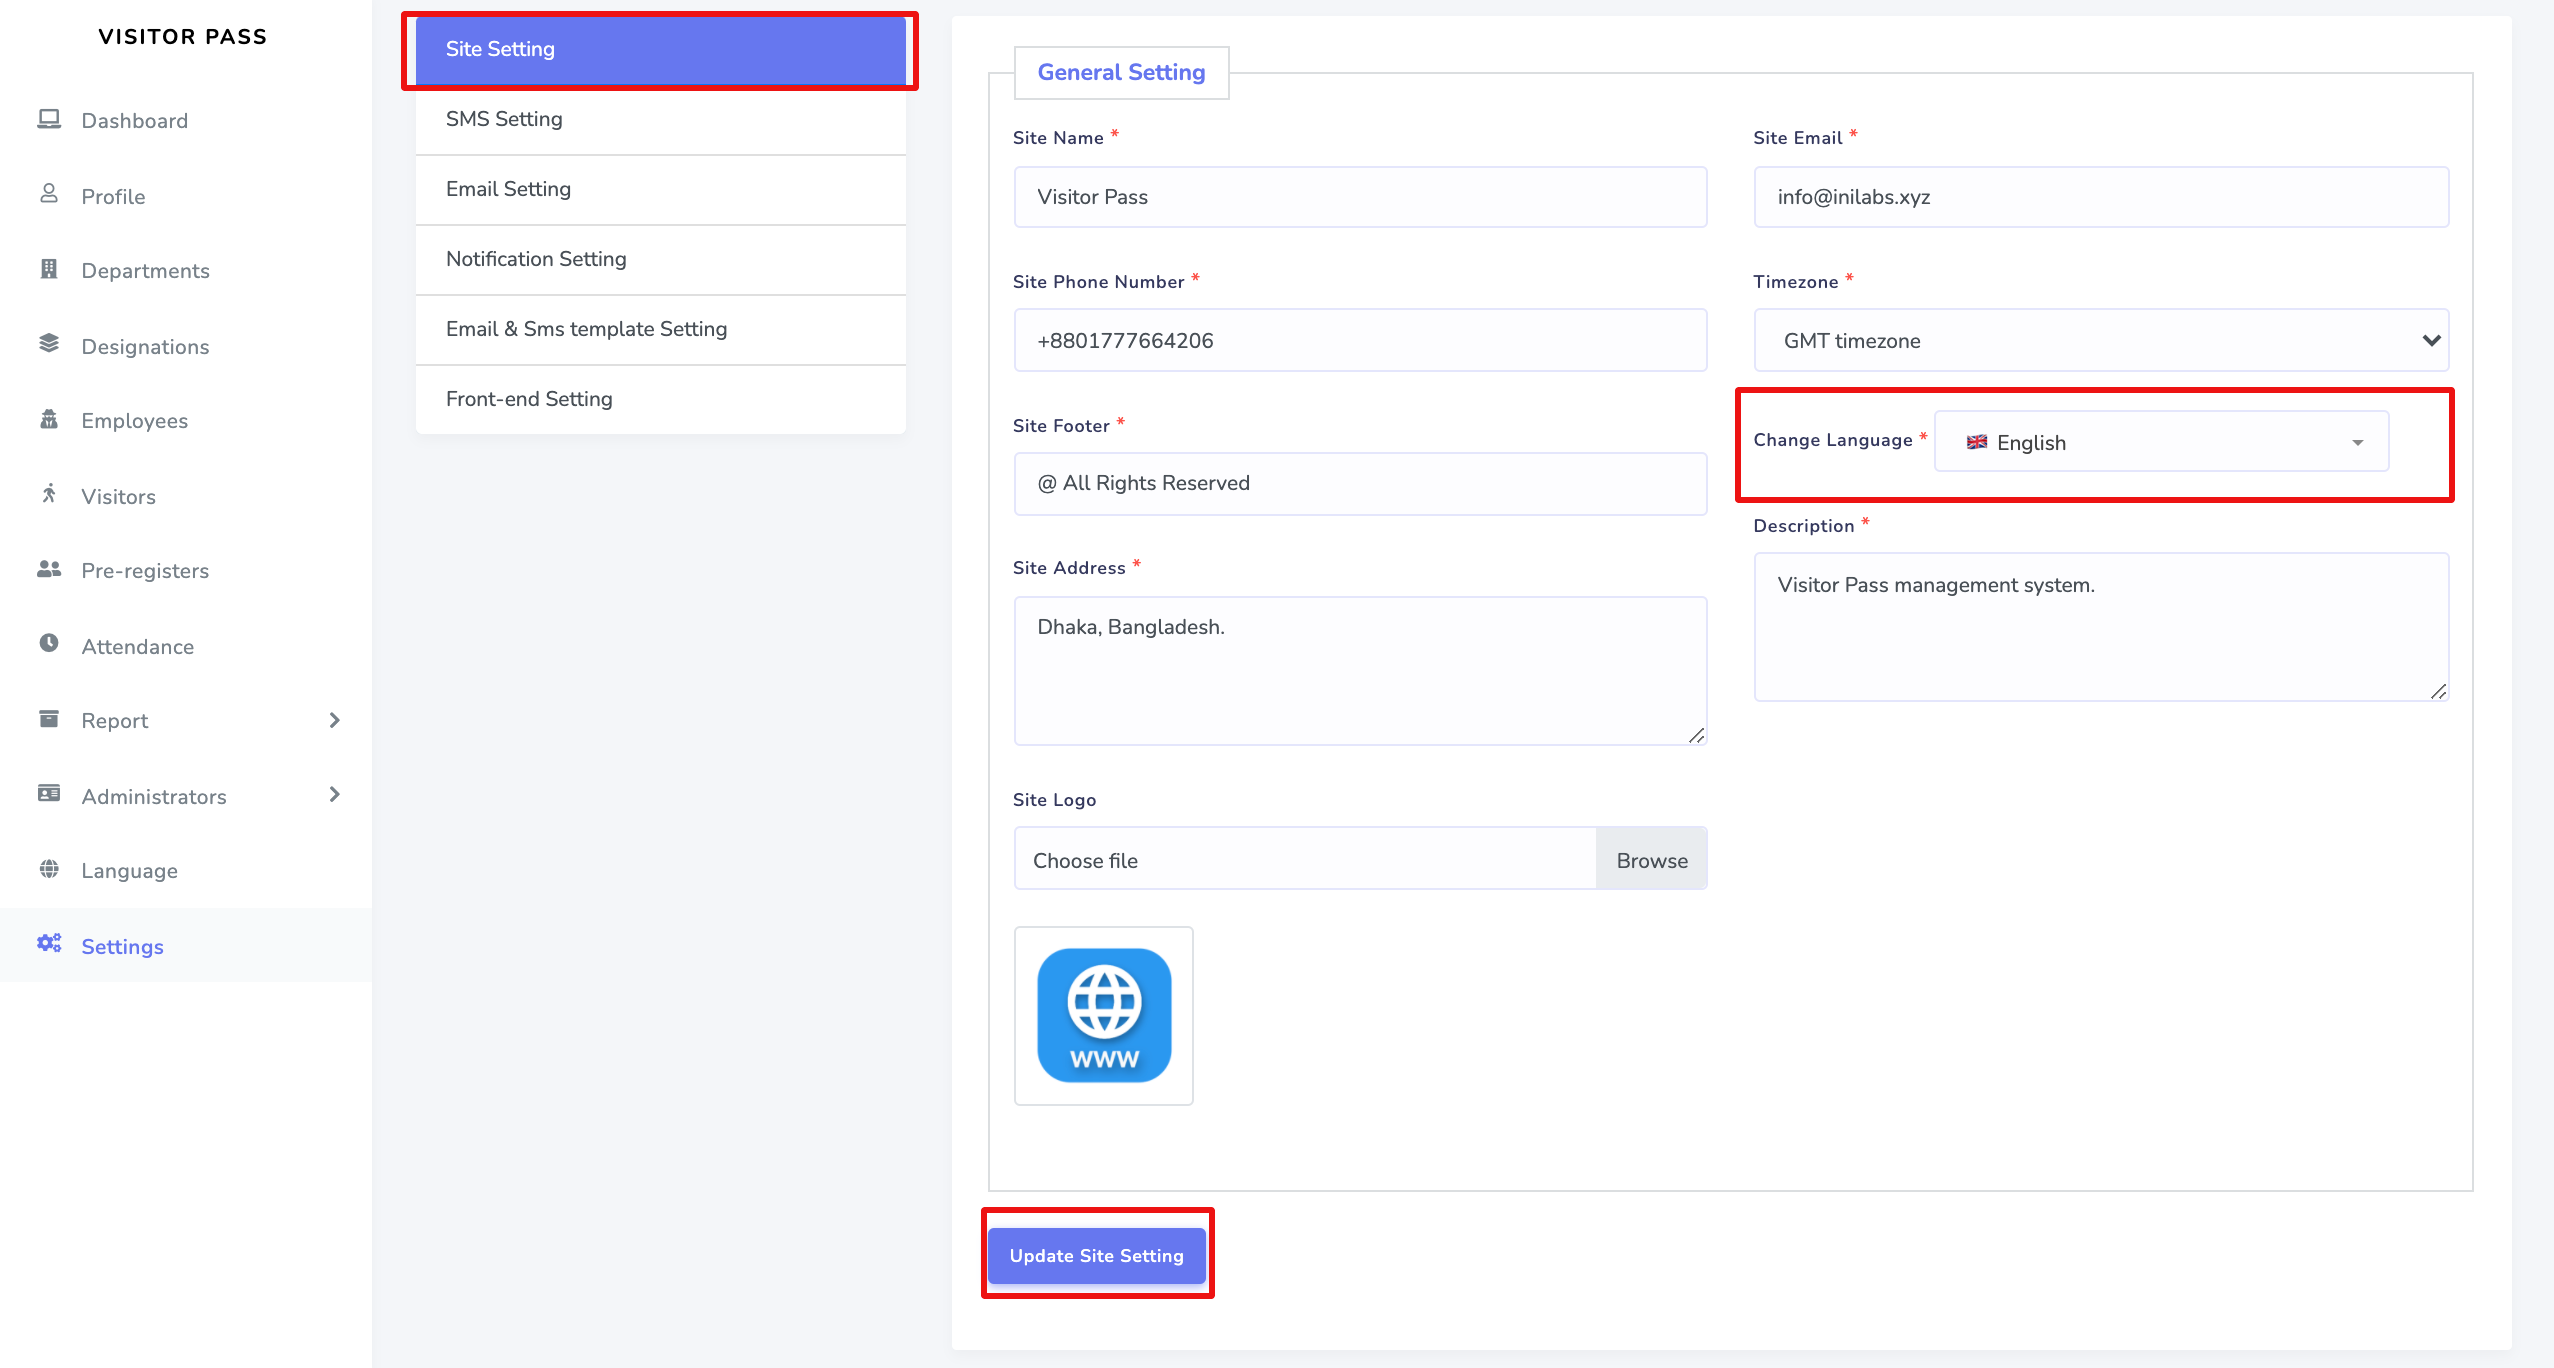 VISITOR PASS
Dashboard
Profile
Departments
Designations
Employees
Visitors
Pre-registers
Attendance
Report
Administrators
Language
Settings
Site Setting
SMS Setting
Email Setting
Notification Setting
Email & Sms template Setting
Front-end Setting
General Setting
Site Name *
Visitor Pass
Site Email *
info@inilabs.xyz
Site Phone Number *
+8801777664206
Timezone *
GMT timezone
Site Footer *
@ All Rights Reserved
Change Language * English
Site Address *
Dhaka, Bangladesh.
Description *
Visitor Pass management system.
Site Logo
Choose file Browse
WWW
Update Site Setting